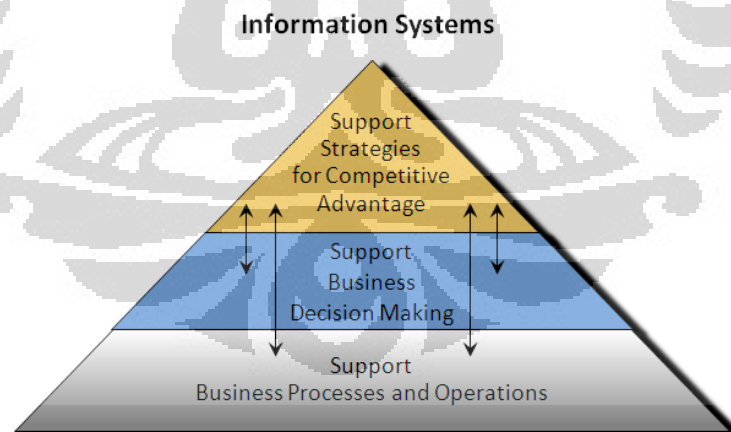 Information Systems
Support
Strategies
for Competitive
Advantage
Support
Business
Decision Making
Support
Business Processes and Operations